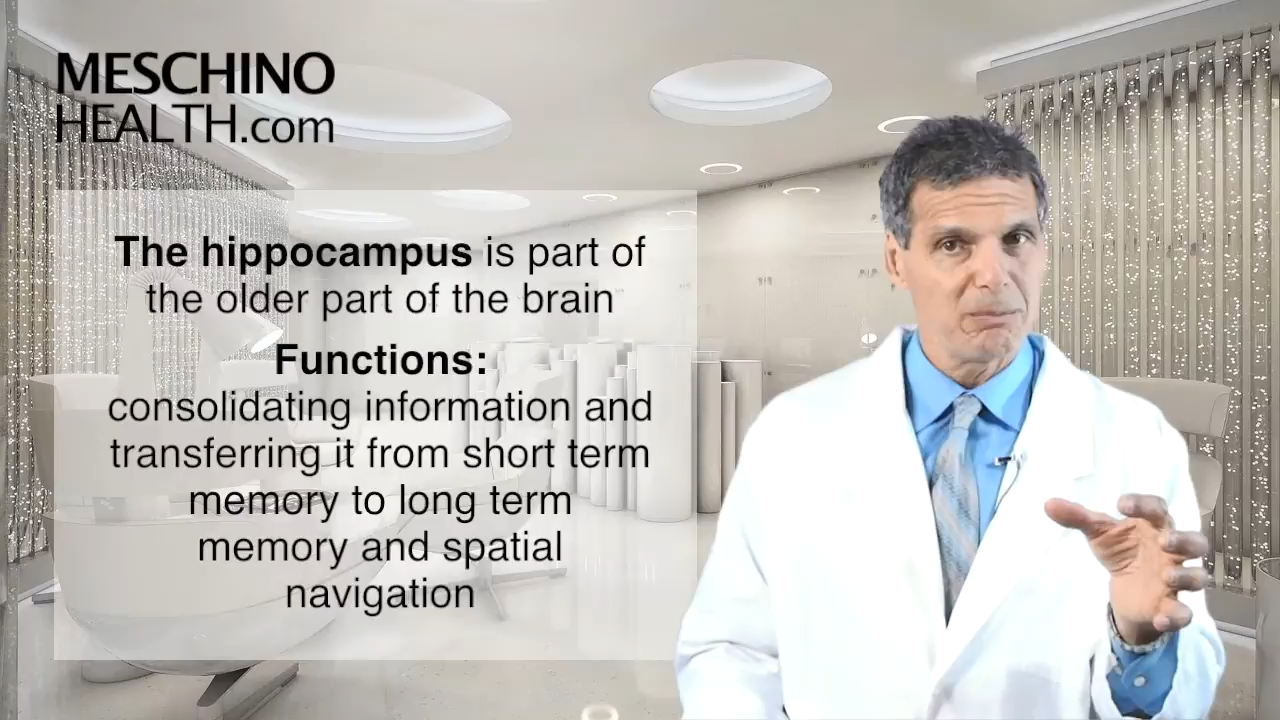 MESCHINO
HEALTH.com
The hippocampus is part of
the older part of the brain
Functions:
consolidating information and
transferring it from short term
memory to long term
memory and spatial
navigation